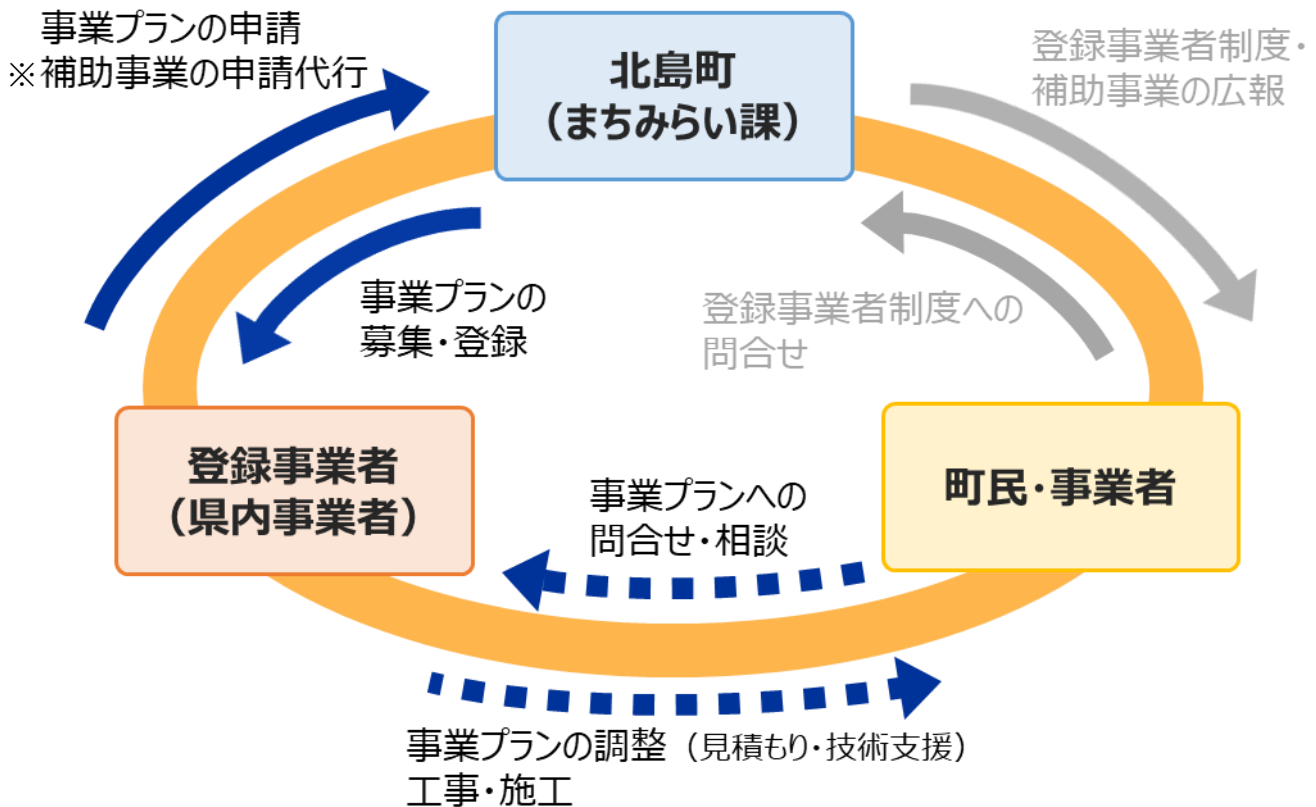 事業プランの申請
※補助事業の申請代行
北島町
（まちみらい課）
登録事業者制度・
補助事業の広報
事業プランの
募集・登録
登録事業者制度への
問合せ
登録事業者
（県内事業者）
町民・事業者
事業プランへの
問合せ・相談
事業プランの調整（見積もり・技術支援）
工事・施工